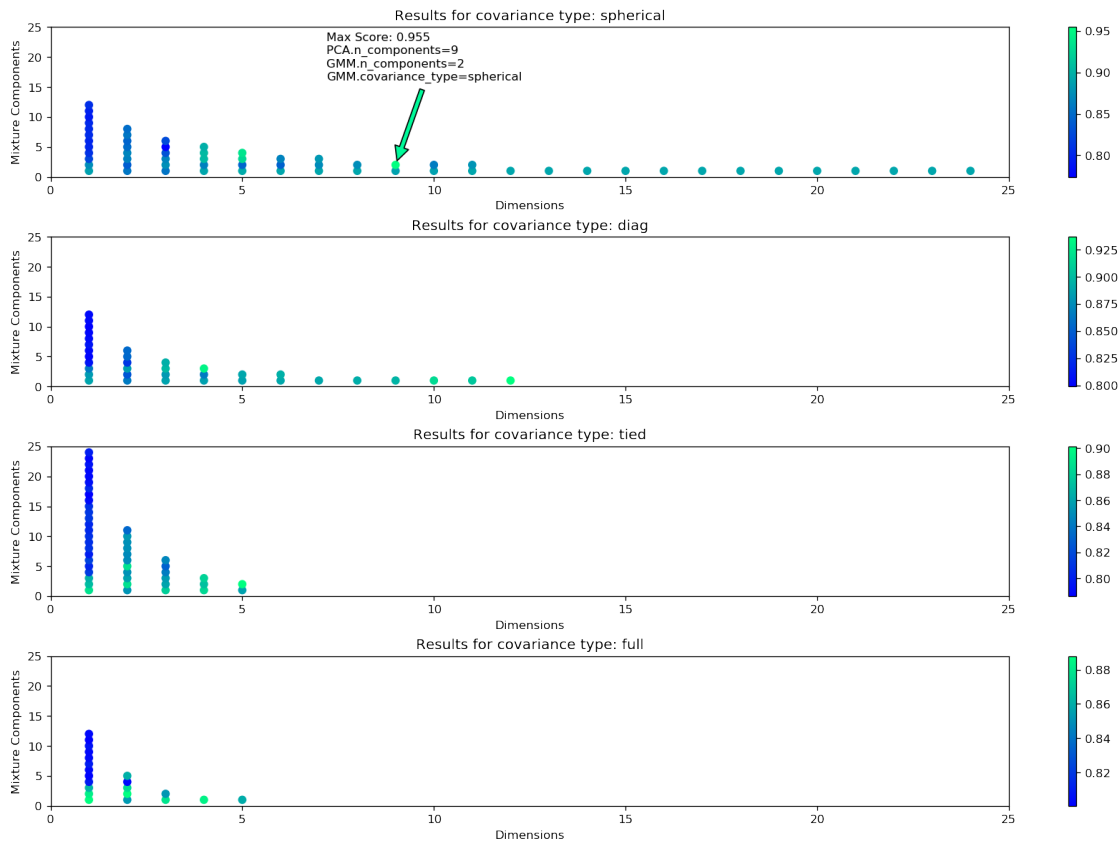 Results for covariance type: spherical
Max Score: 0.955
PCA.n_components=9
GMM.n_components=2
GMM.covariance_type=spherical
Mixture Components
25
20
15
10
5
0
0 5 10 15 20 25
Dimensions
0.95
0.90
0.85
0.80
Results for covariance type: diag
Mixture Components
25
20
15
10
5
0
0 5 10 15 20 25
Dimensions
0.925
0.900
0.875
0.850
0.825
0.800
Results for covariance type: tied
Mixture Components
25
20
15
10
5
0
0 5 10 15 20 25
Dimensions
0.90
0.88
0.86
0.84
0.82
0.80
Results for covariance type: full
Mixture Components
25
20
15
10
5
0
0 5 10 15 20 25
Dimensions
0.88
0.86
0.84
0.82